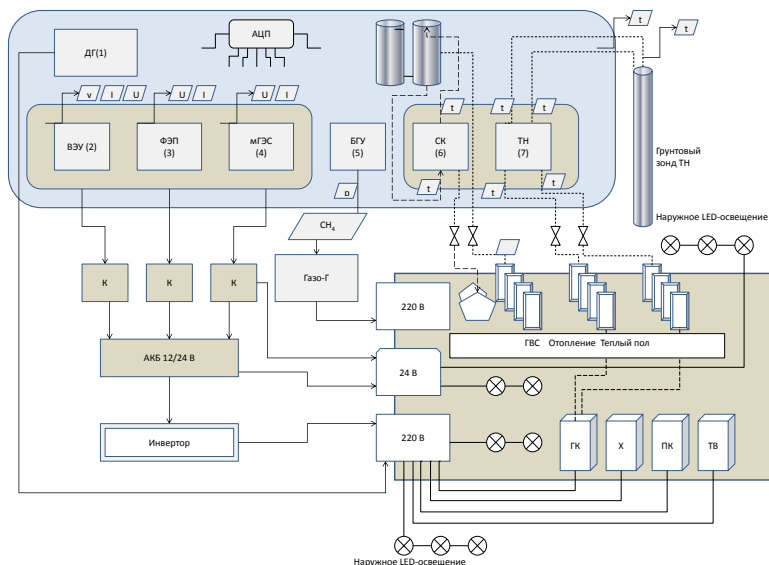 t
t
АЦП
ДГ(1)
v
I
U
U
I
U
I
t
t
t
ВЭУ (2)
ФЭП
(3)
мГЭС
(4)
БГУ
(5)
СК
(6)
ТН
(7)
Грунтовый
зонд ТН
p
t
t
t
CH4
Наружное LED-освещение
К
К
К
Газо-Г
220 В
ГВС Отопление Теплый пол
АКБ 12/24 В
24 В
Инвертор
220 В
ГК
Х
ПК
ТВ
Наружное LED-освещение